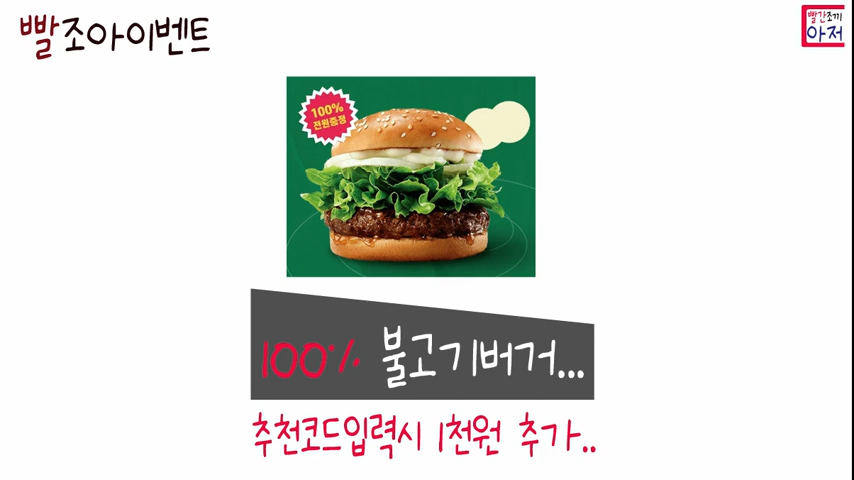 빨조아이벤트
빨간조끼
아저
100%
전원증정
100% 불고기버거...
추천코드입력시 1천원 추가..